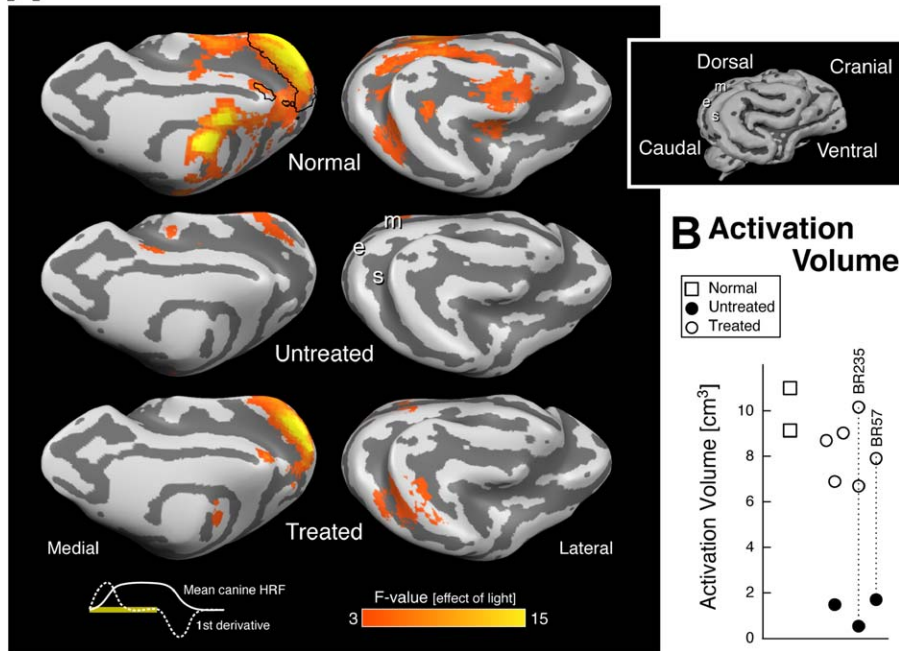 Normal
Dorsal
Cranial
m
e
s
Caudal
Ventral
m
e
s
Untreated
Treated
Medial
Lateral
Mean canine HRF
1st derivative
F-value [effect of light]
3
15
B Activation
Volume
Normal
Untreated
Treated
Activation Volume [cm³]
10
8
6
4
2
0
BR235
BR57